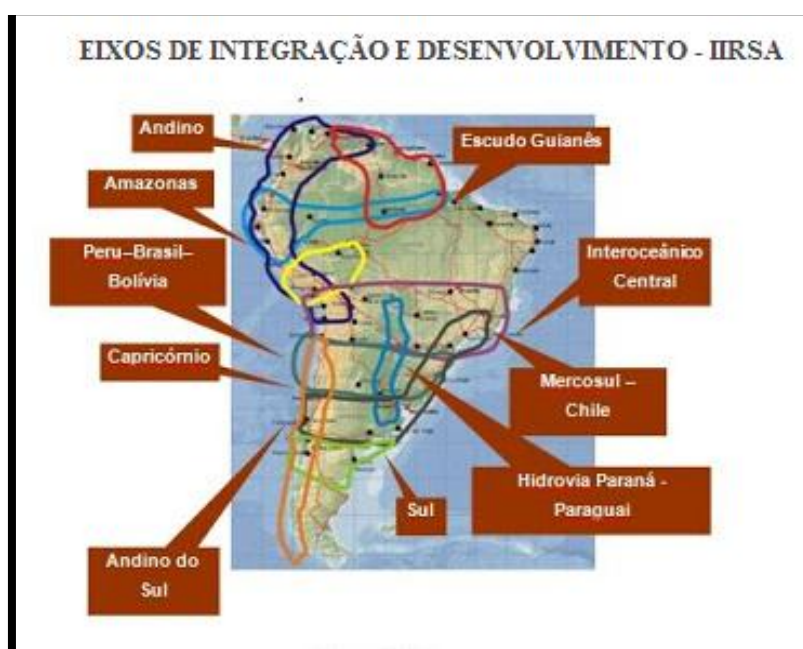 EIXOS DE INTEGRAÇÃO E DESENVOLVIMENTO - IIRSA
Andino
Escudo Guianês
Amazonas
Peru–Brasil–
Bolívia
Interoceânico
Central
Capricórnio
Mercosul –
Chile
Hidrovia Paraná -
Paraguai
Sul
Andino do
Sul